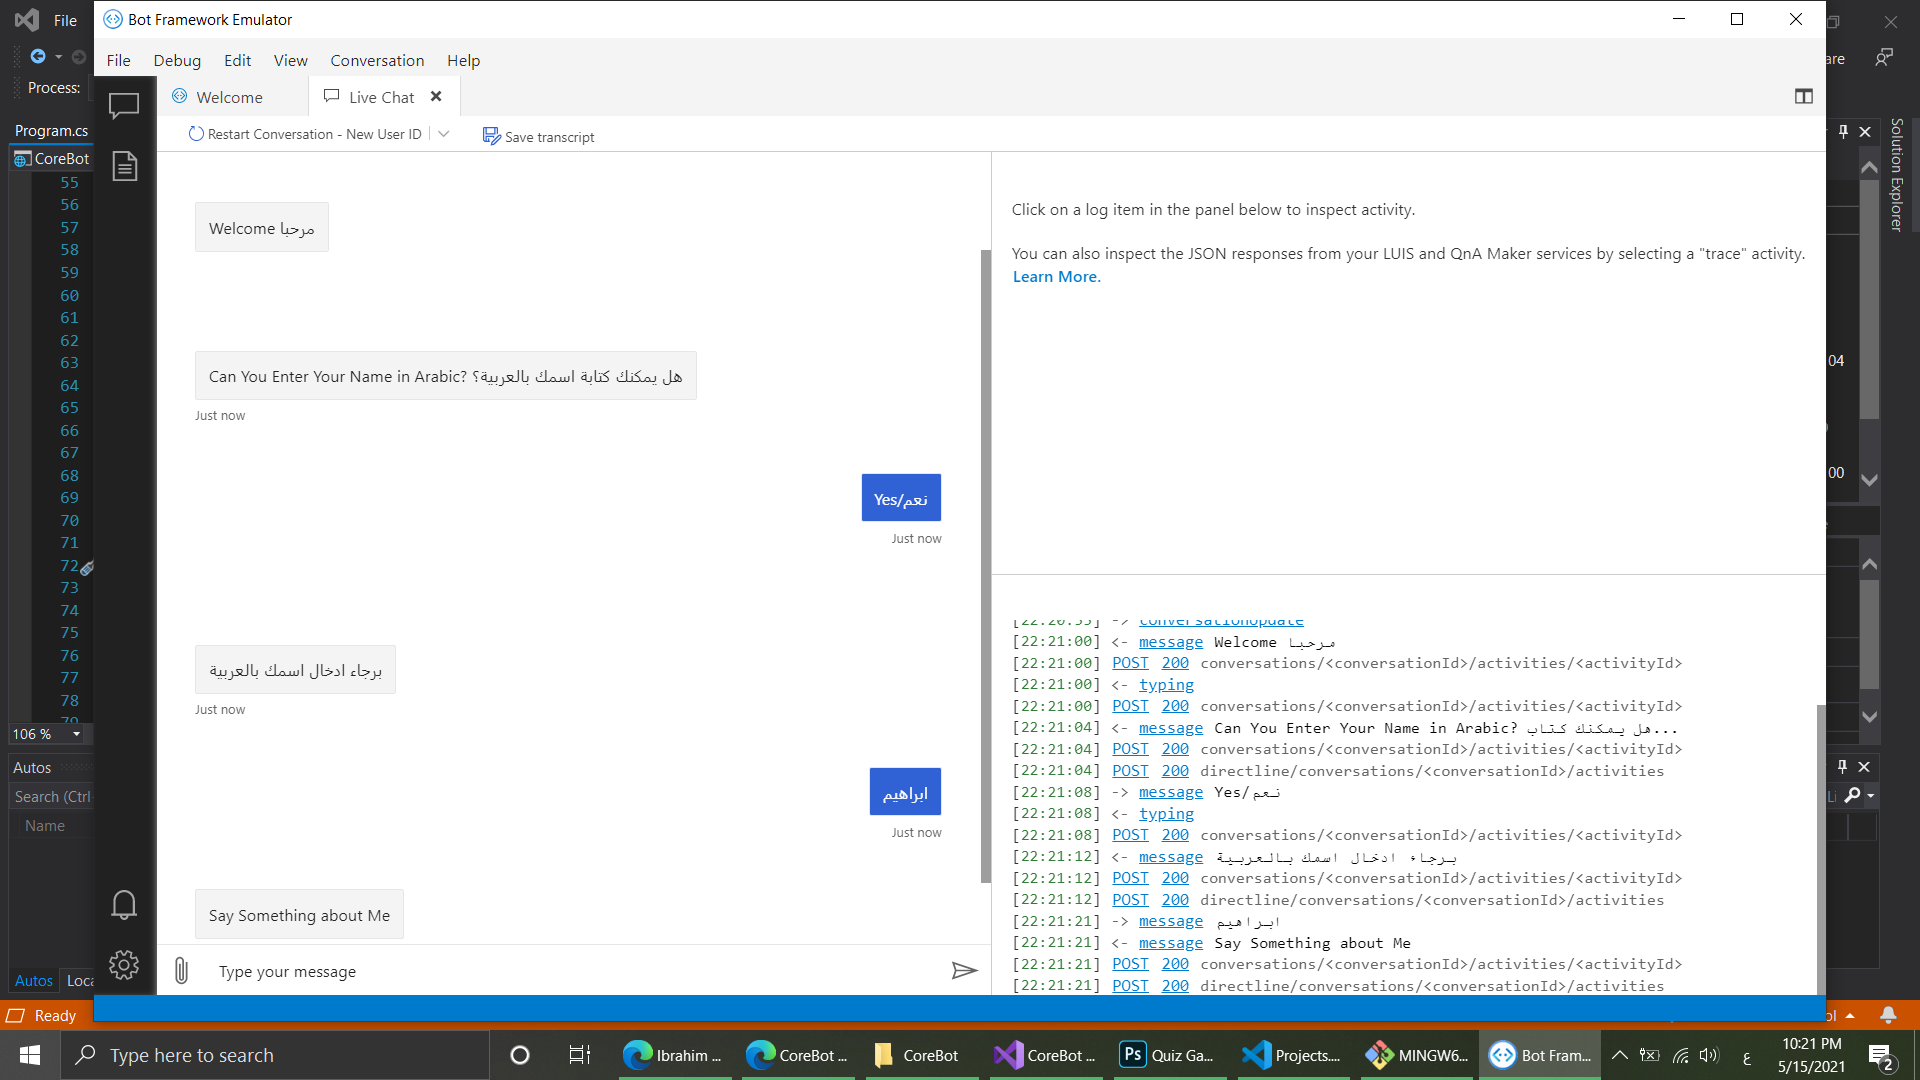 File
Bot Framework Emulator
File Debug Edit View Conversation Help
Process:
Welcome
Live Chat
Restart Conversation - New User ID
Save transcript
Program.cs
CoreBot
55
56
57
58
59
60
61
62
63
64
65
66
67
68
69
70
71
72
73
74
75
76
77
78
79
106 %
Autos
Search (Ctrl
Name
Autos
Loca
Ready
Welcome مرحبا
Can You Enter Your Name in Arabic? هل يمكنك كتابة اسمك بالعربية؟
Just now
Yes/نعم
Just now
برجاء ادخال اسمك بالعربية
Just now
ابراهيم
Just now
Say Something about Me
Type your message
Click on a log item in the panel below to inspect activity.
You can also inspect the JSON responses from your LUIS and QnA Maker services by selecting a "trace" activity.
Learn More.
[22:20:55] -> conversationUpdate
[22:21:00] <- message Welcome مرحبا
[22:21:00] POST 200 conversations/<conversationId>/activities/<activityId>
[22:21:00] <- typing
[22:21:00] POST 200 conversations/<conversationId>/activities/<activityId>
[22:21:04] <- message Can You Enter Your Name in Arabic? هل يمكنك كتاب...
[22:21:04] POST 200 conversations/<conversationId>/activities/<activityId>
[22:21:04] POST 200 directline/conversations/<conversationId>/activities
[22:21:08] -> message Yes/نعم
[22:21:08] <- typing
[22:21:08] POST 200 conversations/<conversationId>/activities/<activityId>
[22:21:12] <- message برجاء ادخال اسمك بالعربية
[22:21:12] POST 200 conversations/<conversationId>/activities/<activityId>
[22:21:12] POST 200 directline/conversations/<conversationId>/activities
[22:21:21] -> message ابراهيم
[22:21:21] <- message Say Something about Me
[22:21:21] POST 200 conversations/<conversationId>/activities/<activityId>
[22:21:21] POST 200 directline/conversations/<conversationId>/activities
are
Solution Explorer
04
00
Li
ol
Type here to search
Ibrahim ...
CoreBot ...
CoreBot
CoreBot ...
Ps
Quiz Ga...
Projects....
MINGW6...
Bot Fram...
ع
10:21 PM
5/15/2021
2